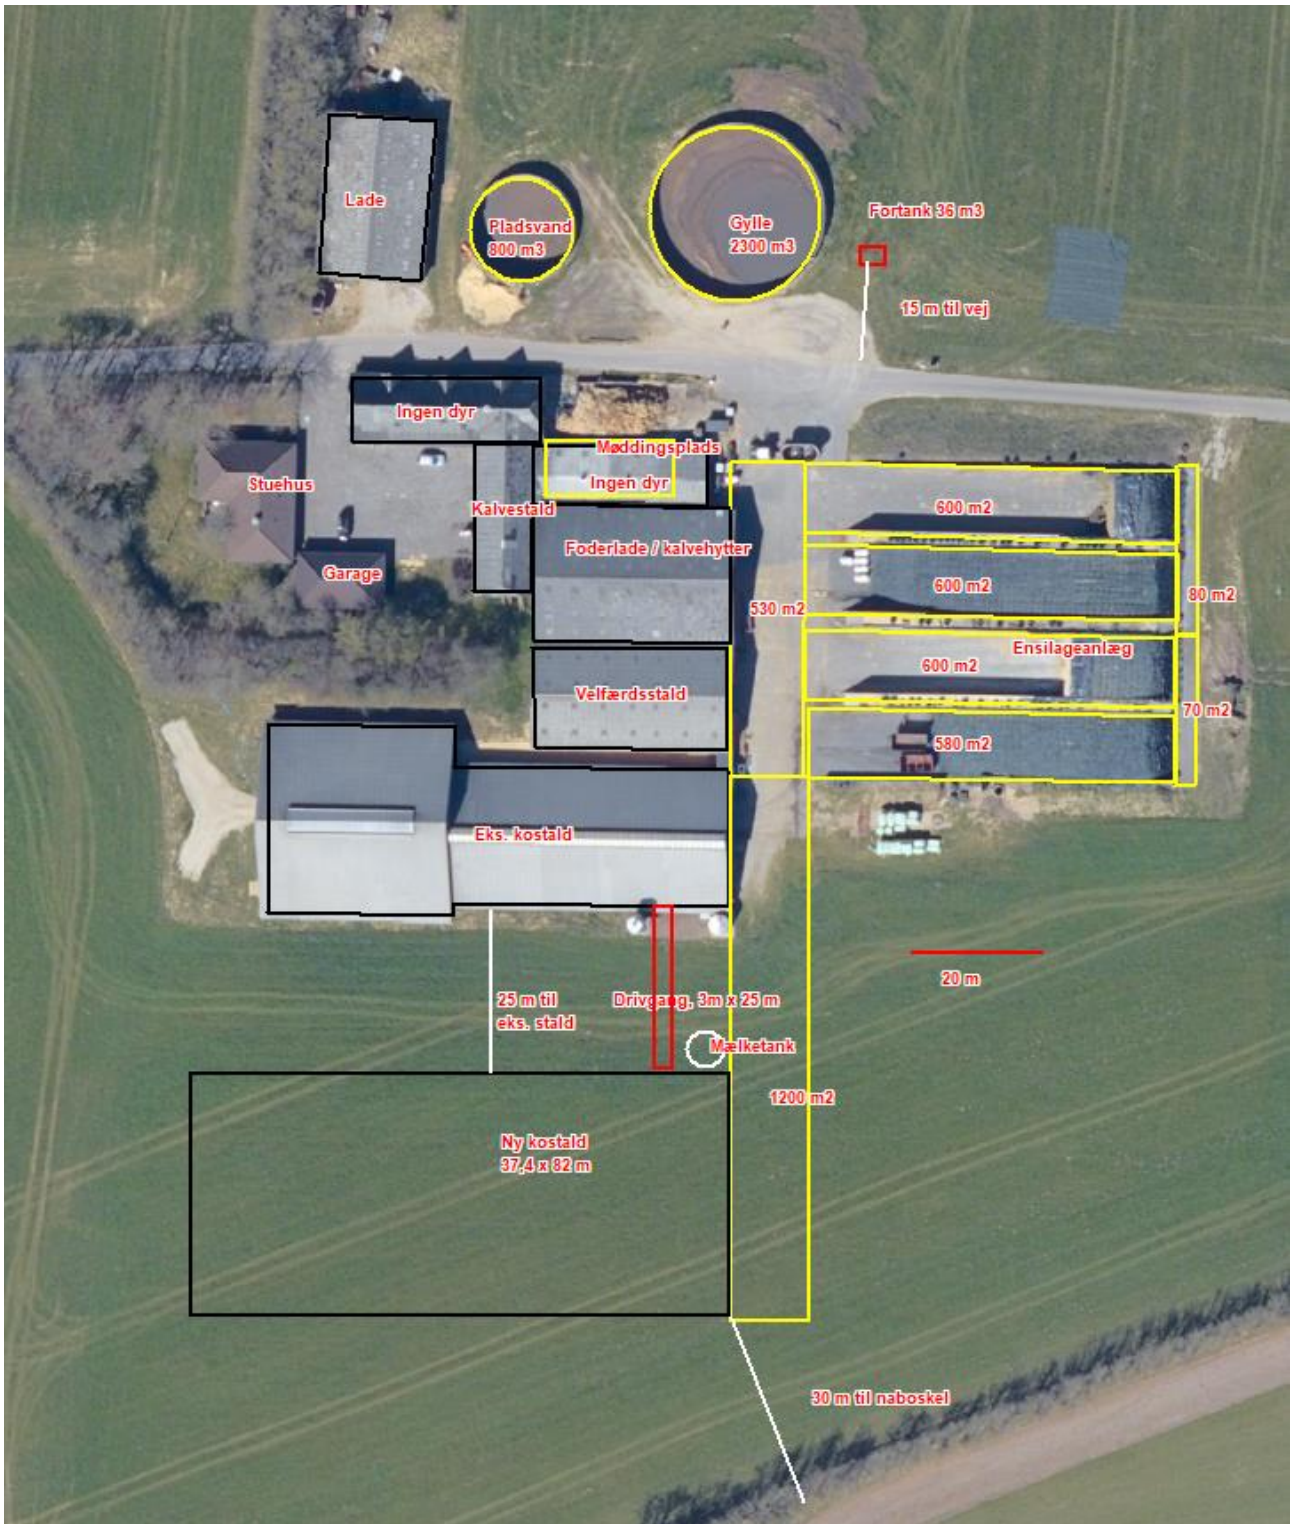 Lade
Pladsvand
800 m3
Gylle
2300 m3
Fortank 36 m3
15 m til vej
Ingen dyr
Møddingsplads
Ingen dyr
Stuehus
Kalvestald
600 m2
Foderlade / kalvehytter
Garage
600 m2
530 m2
80 m2
Ensilageanlæg
600 m2
Velfærdsstald
70 m2
580 m2
Eks. kostald
20 m
25 m til
eks. stald
Drivgang, 3m x 25 m
Mælketank
1200 m2
Ny kostald
37,4 x 82 m
30 m til naboskel